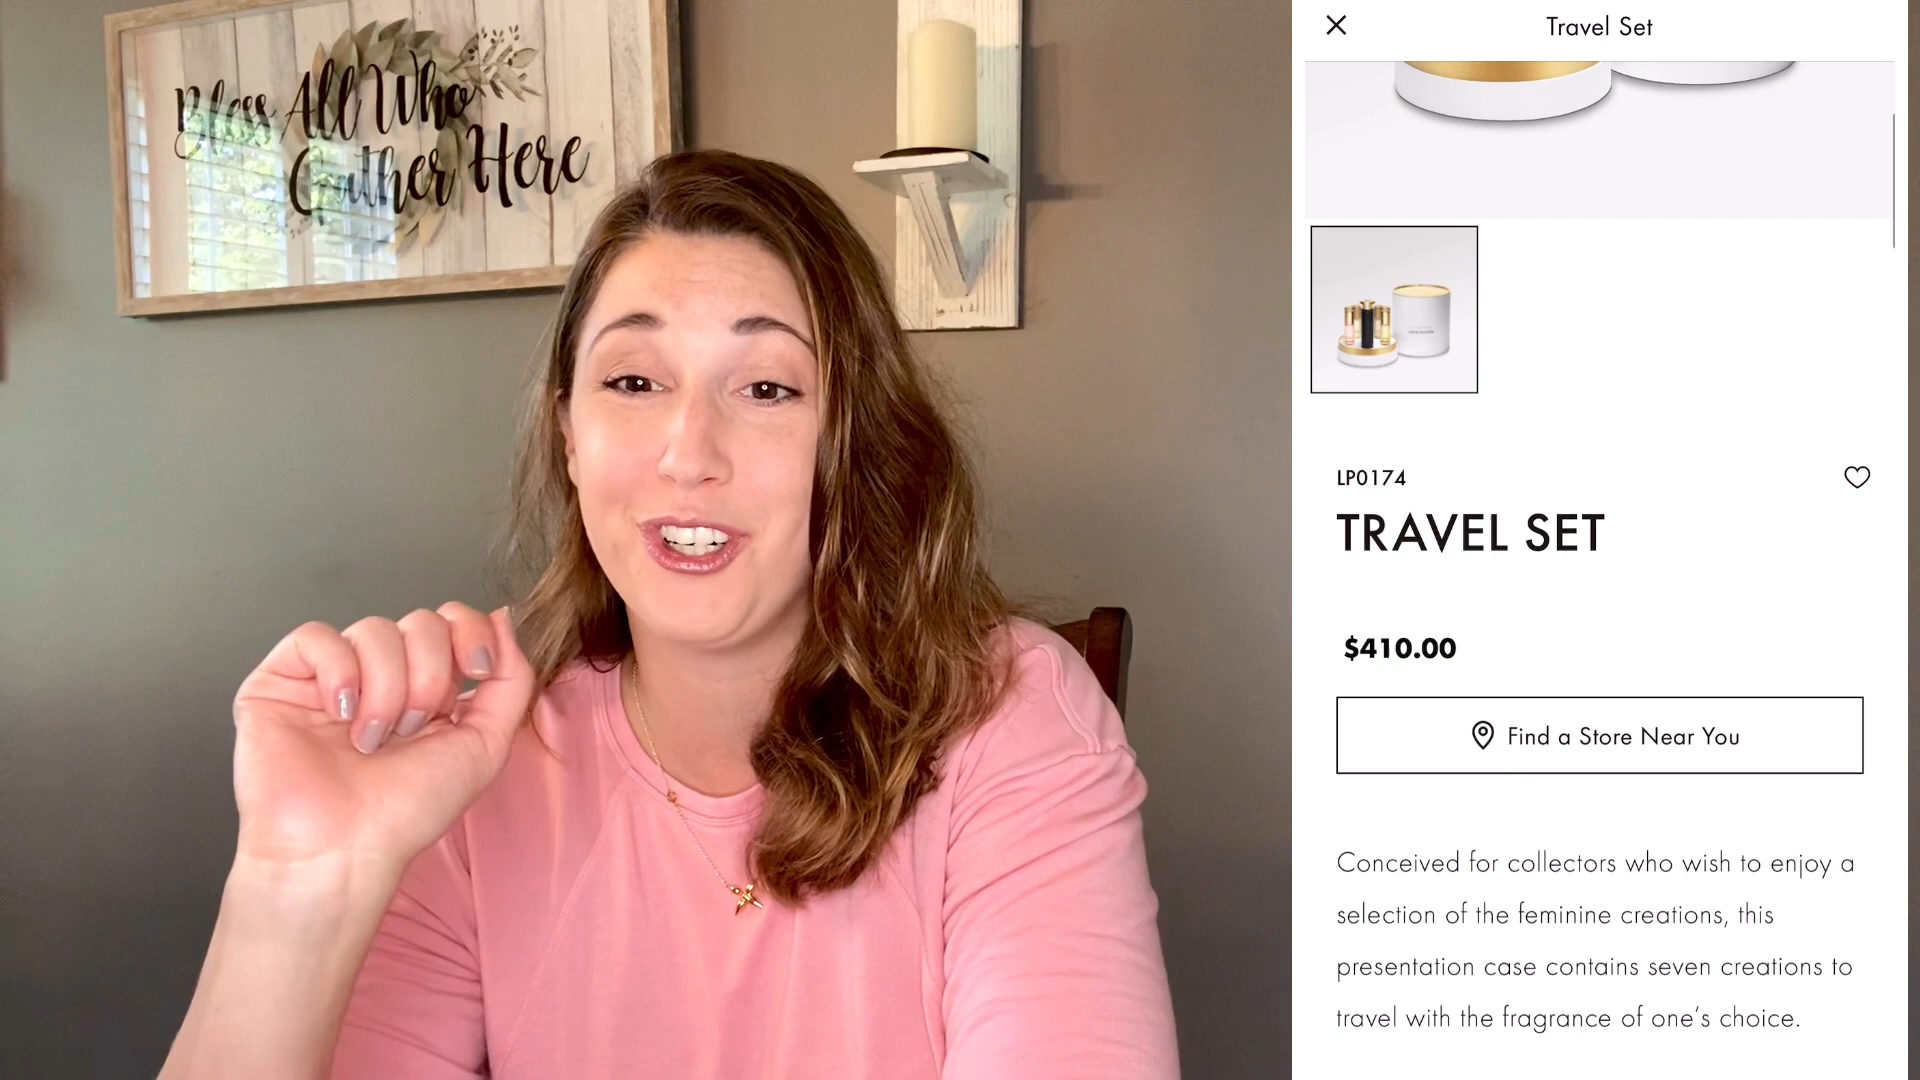 Bless All Who
Gather Here
Travel Set
LP0174
TRAVEL SET
$410.00
Find a Store Near You
Conceived for collectors who wish to enjoy a
selection of the feminine creations, this
presentation case contains seven creations to
travel with the fragrance of one’s choice.